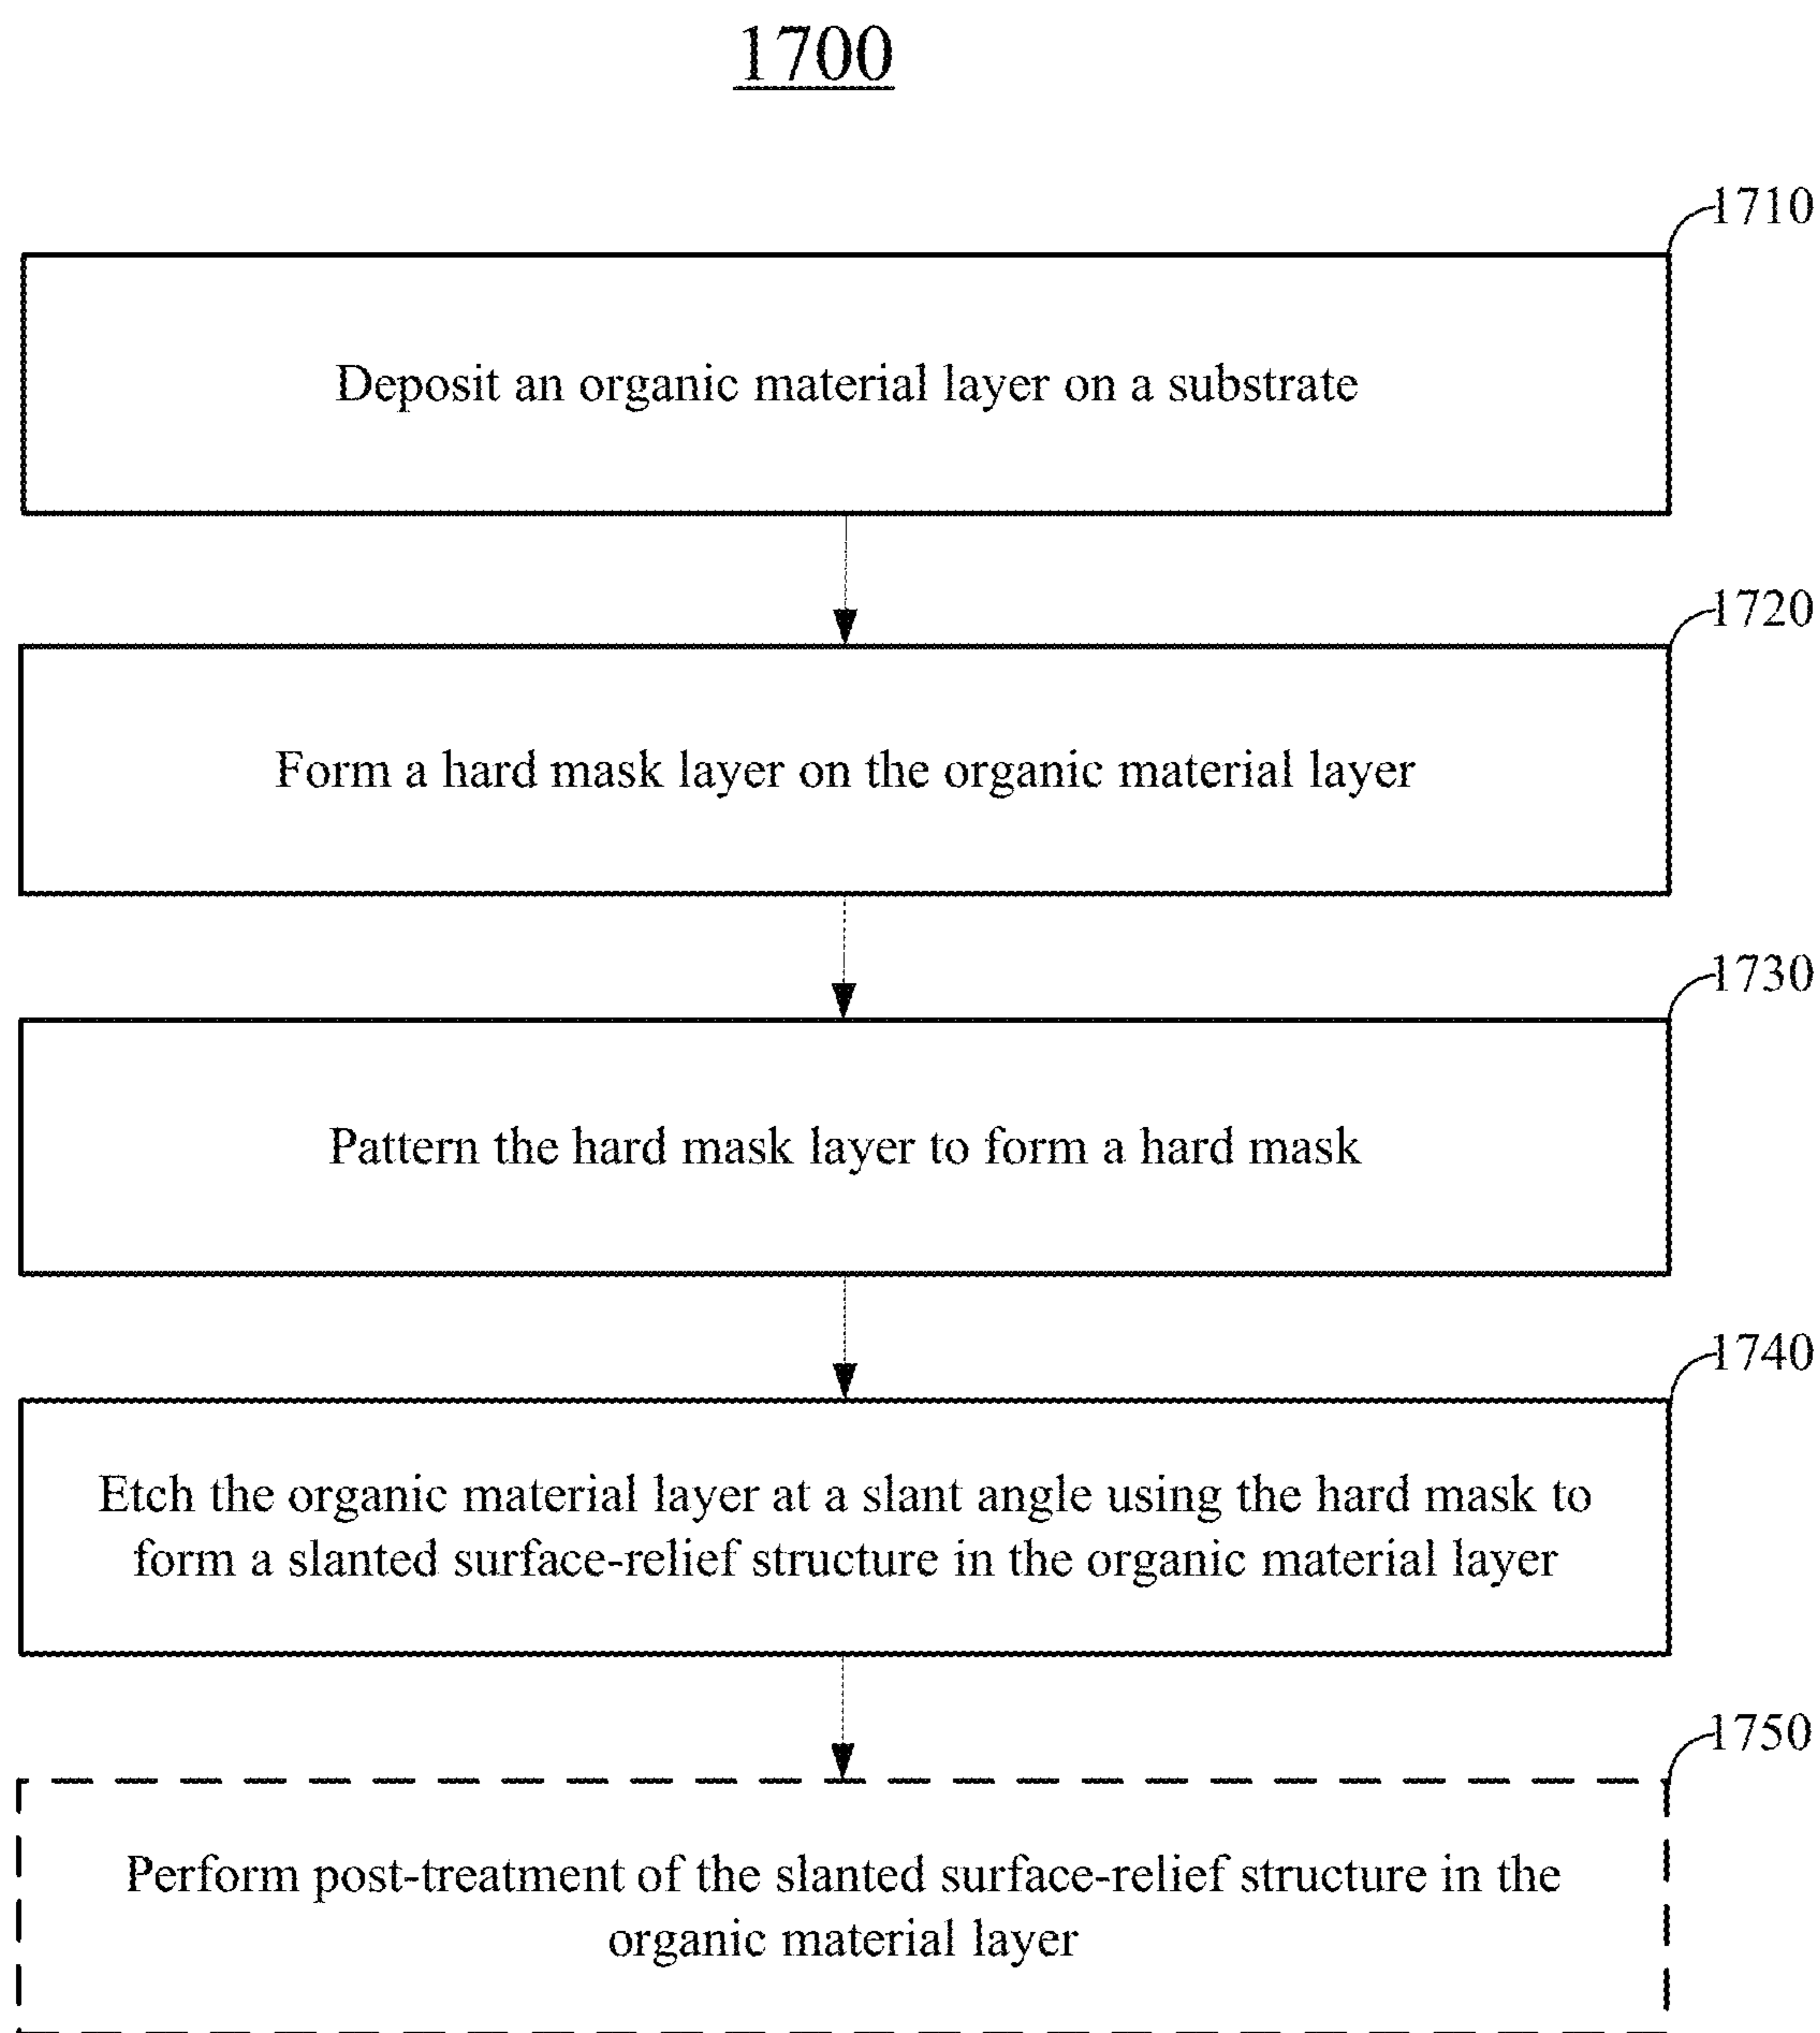 1700
1710
Deposit an organic material layer on a substrate
1720
Form a hard mask layer on the organic material layer
1730
Pattern the hard mask layer to form a hard mask
1740
Etch the organic material layer at a slant angle using the hard mask to
form a slanted surface-relief structure in the organic material layer
1750
Perform post-treatment of the slanted surface-relief structure in the
organic material layer